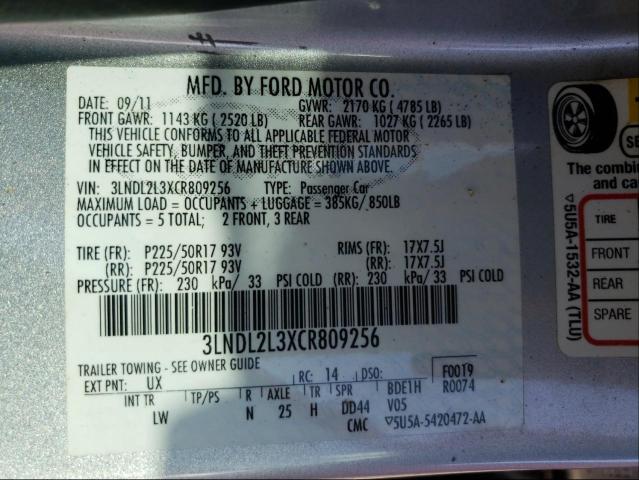 MFD. BY FORD MOTOR CO.
DATE 09/11 GVWR: 2170 KG ( 4785 LB)
FRONT GAWR: 1143 KG ( 2520 LB) REAR GAWR: 1027 KG ( 2265 LB)
THIS VEHICLE CONFORMS TO ALL APPLICABLE FEDERAL MOTOR
VEHICLE SAFETY, BUMPER, AND THEFT PREVENTION STANDARDS
IN EFFECT ON THE DATE OF MANUFACTURE SHOWN ABOVE.
VIN: 3LNDL2L3XCR809256 TYPE: Passenger Car
MAXIMUM LOAD = OCCUPANTS + LUGGAGE = 385KG/ 850LB
OCCUPANTS = 5 TOTAL; 2 FRONT, 3 REAR
TIRE (FR): P225/50R17 93V RIMS (FR): 17X7.5J
(RR): P225/50R17 93V (RR): 17X7.5J
PRESSURE (FR): 230 kPa/ 33 PSI COLD (RR): 230 kPa/ 33 PSI COLD
3LNDL2L3XCR809256
TRAILER TOWING - SEE OWNER GUIDE
F0019
EXT PNT: UX RC: 14 DSO: R0074
INT TR TP/PS R AXLE TR SPR BDE1H
LW N 25 H DD44 V05
CMC ▽5U5A-5420472-AA
The combin
and ca
TIRE
FRONT
REAR
SPARE
▽5U5A-1532-AA (TLU)